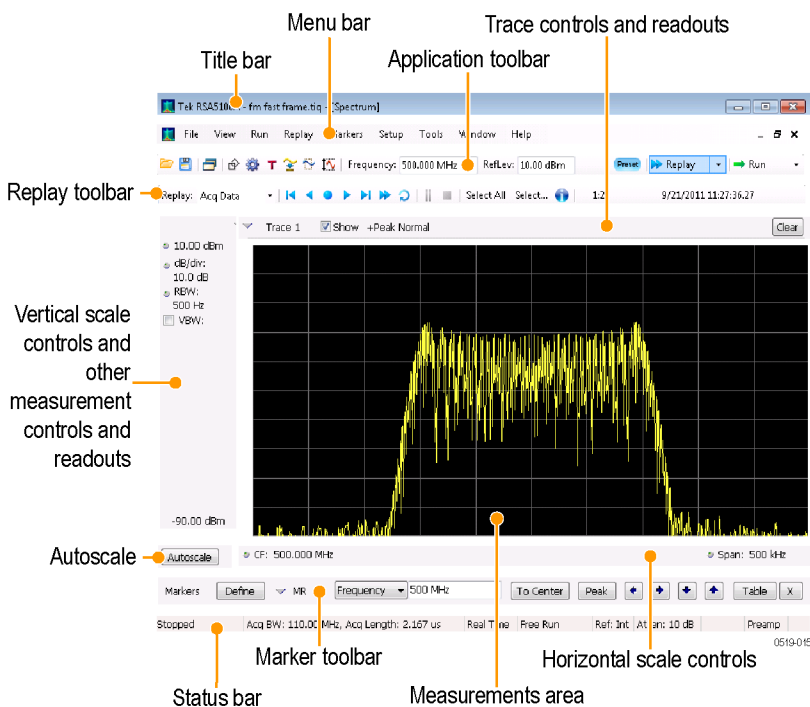 Menu bar
Trace controls and readouts
Title bar
Application toolbar
fm fast frame.tiq - [Spectrum]
File View Run Replay Markers Setup Tools Window Help
Frequency: 500.000 MHz RefLev: 10.00 dBm Preset Replay Run
Replay toolbar
Replay: Acq Data Select All Select... 9/21/2011 11:27:36.27
Trace 1 Show +Peak Normal Clear
10.00 dBm
dB/div:
10.0 dB
RBW:
500 Hz
VBW:
Vertical scale
controls and
other
measurement
controls and
readouts
-90.00 dBm
Autoscale
Autoscale CF: 500.000 MHz Span: 500 kHz
Markers Define MR Frequency 500 MHz To Center Peak Table X
Stopped Acq BW: 110.00 MHz, Acq Length: 2.167 us Real Time Free Run Ref: Int Atten: 10 dB Preamp
0519-015
Marker toolbar
Horizontal scale controls
Status bar
Measurements area